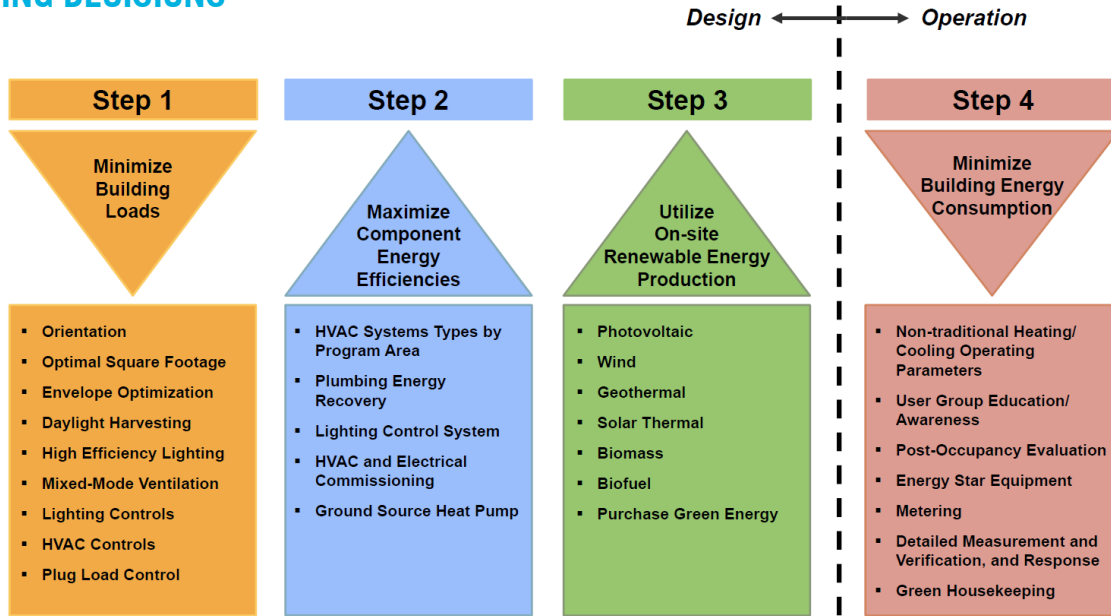 ING DECISIONS
Design
Operation
Step 1
Minimize
Building
Loads
▪ Orientation
▪ Optimal Square Footage
▪ Envelope Optimization
▪ Daylight Harvesting
▪ High Efficiency Lighting
▪ Mixed-Mode Ventilation
▪ Lighting Controls
▪ HVAC Controls
▪ Plug Load Control
Step 2
Maximize
Component
Energy
Efficiencies
▪ HVAC Systems Types by
Program Area
▪ Plumbing Energy
Recovery
▪ Lighting Control System
▪ HVAC and Electrical
Commissioning
▪ Ground Source Heat Pump
Step 3
Utilize
On-site
Renewable Energy
Production
▪ Photovoltaic
▪ Wind
▪ Geothermal
▪ Solar Thermal
▪ Biomass
▪ Biofuel
▪ Purchase Green Energy
Step 4
Minimize
Building Energy
Consumption
▪ Non-traditional Heating/
Cooling Operating
Parameters
▪ User Group Education/
Awareness
▪ Post-Occupancy Evaluation
▪ Energy Star Equipment
▪ Metering
▪ Detailed Measurement and
Verification, and Response
▪ Green Housekeeping